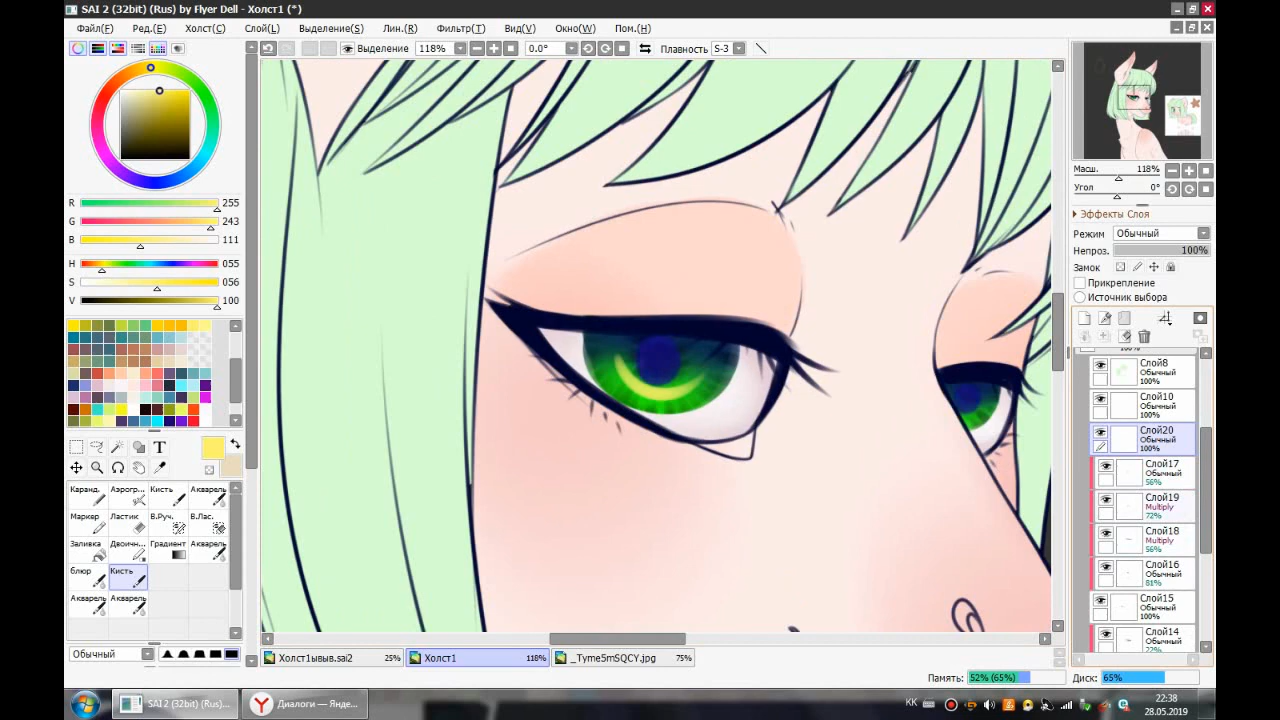 SAI 2 (32bit) (Rus) by Flyer Dell - Холст1 (*)
Файл(F) Ред.(E) Холст(C) Слой(L) Выделение(S) Лин.(R) Фильтр(T) Вид(V) Окно(W) Пом.(H)
Выделение 118% 0.0° Плавность S-3
R 255
G 243
B 111
H 055
S 056
V 100
T
Каранд. Аэрогр... Кисть Акварель
Маркер Ластик В.Руч. В.Лас.
Заливка Двоичн... Градиент Акварель
блюр Кисть
Акварель Акварель
Обычный
Масш. 118%
Угол 0°
Эффекты Слоя
Режим Обычный
Непроз. 100%
Замок
Прикрепление
Источник выбора
100%
Слой8
Обычный
100%
Слой10
Обычный
100%
Слой20
Обычный
100%
Слой17
Обычный
56%
Слой19
Multiply
72%
Слой18
Multiply
56%
Слой16
Обычный
81%
Слой15
Обычный
100%
Слой14
Обычный
22%
Холст1ывыв.sai2 25% Холст1 118% _Tyme5mSQCY.jpg 75%
Память: 52% (65%) Диск: 65%
SAI 2 (32bit) (Rus)... Диалоги — Янде...
KK
22:38
28.05.2019